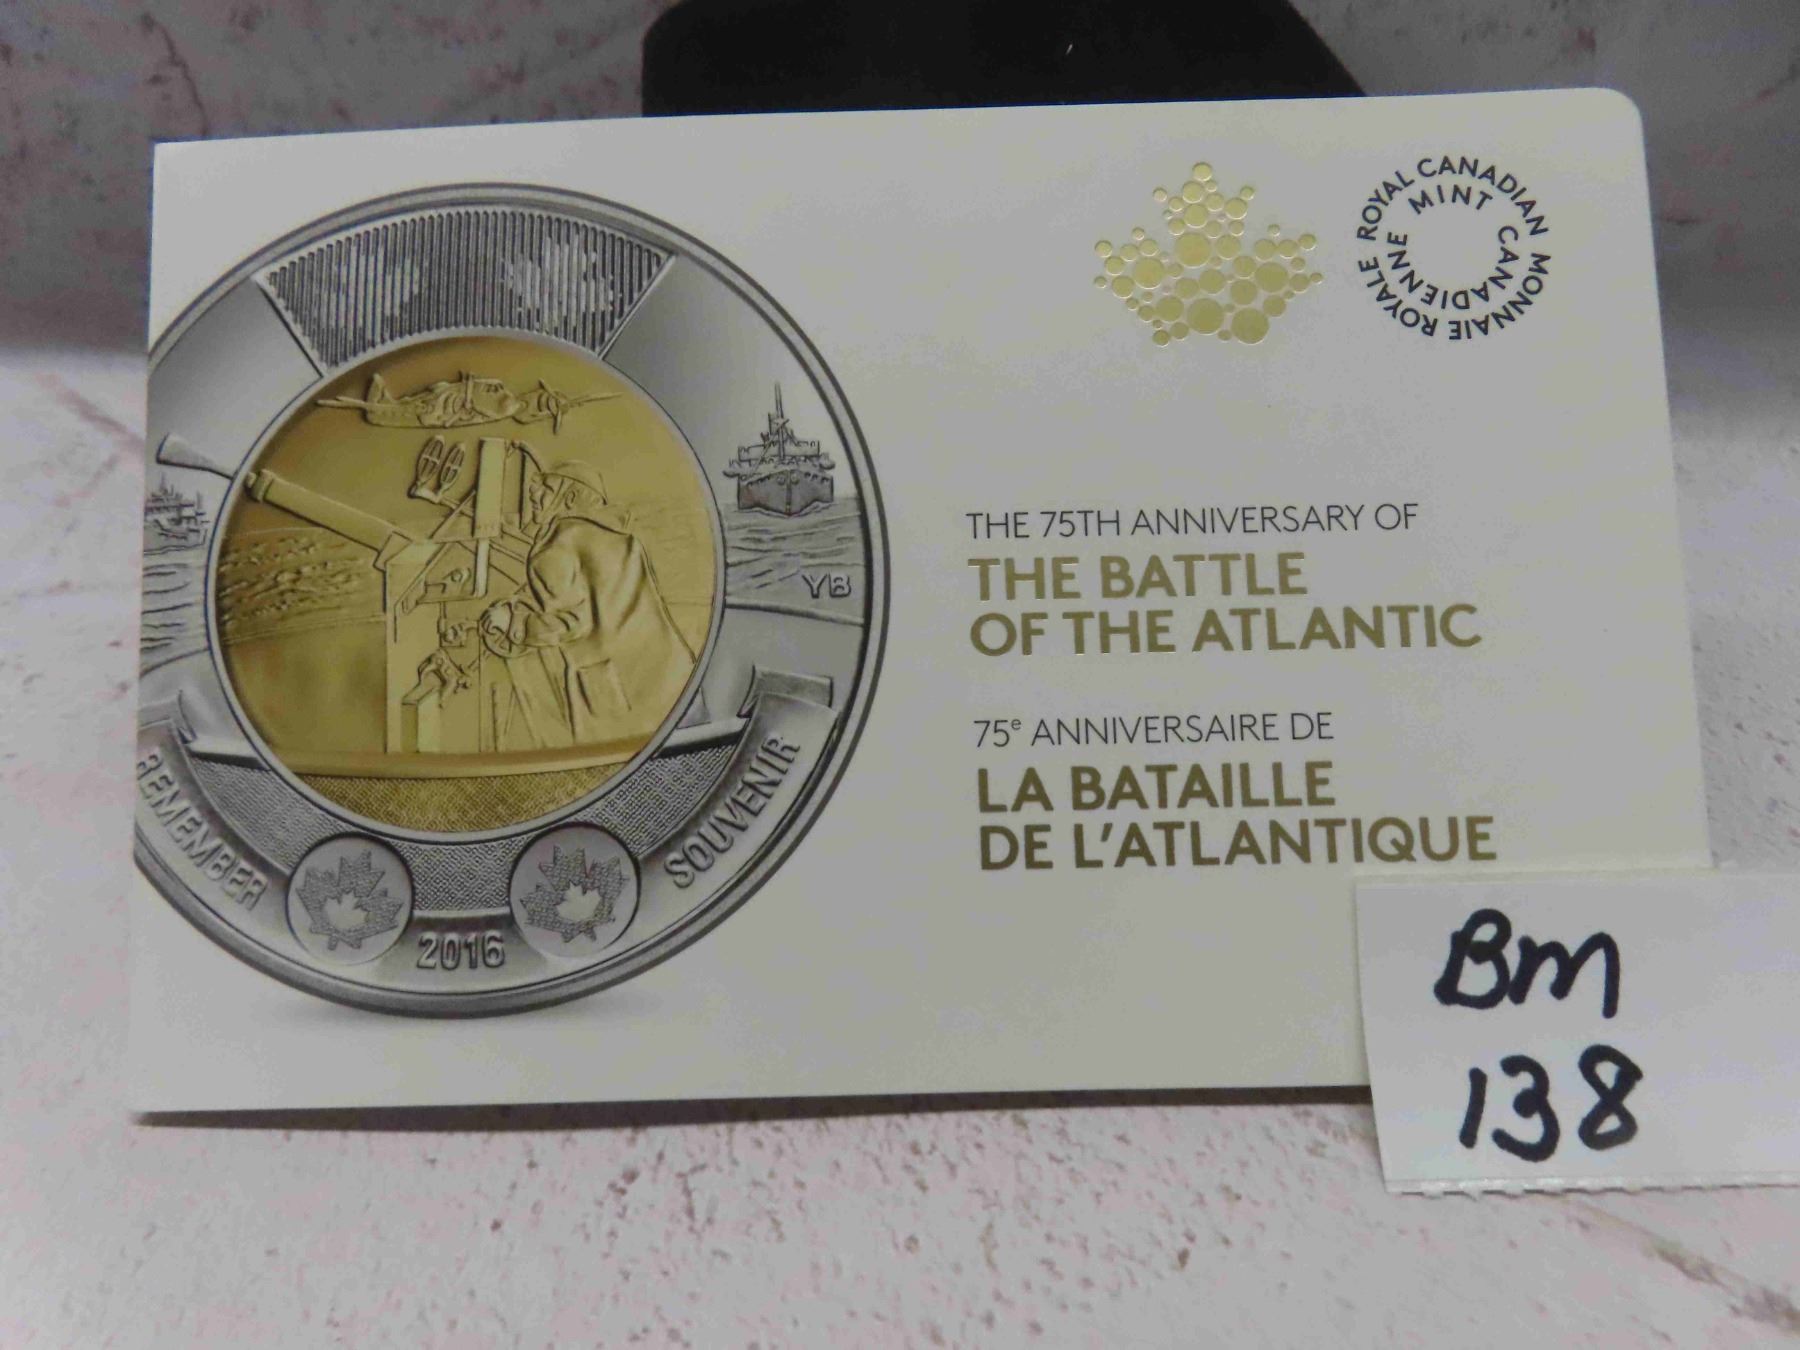 ROYAL CANADIAN MINT
MONNAIE ROYALE CANADIENNE
THE 75TH ANNIVERSARY OF
THE BATTLE
OF THE ATLANTIC
75e ANNIVERSAIRE DE
LA BATAILLE
DE L'ATLANTIQUE
YB
REMEMBER
SOUVENIR
2016
Bm
138